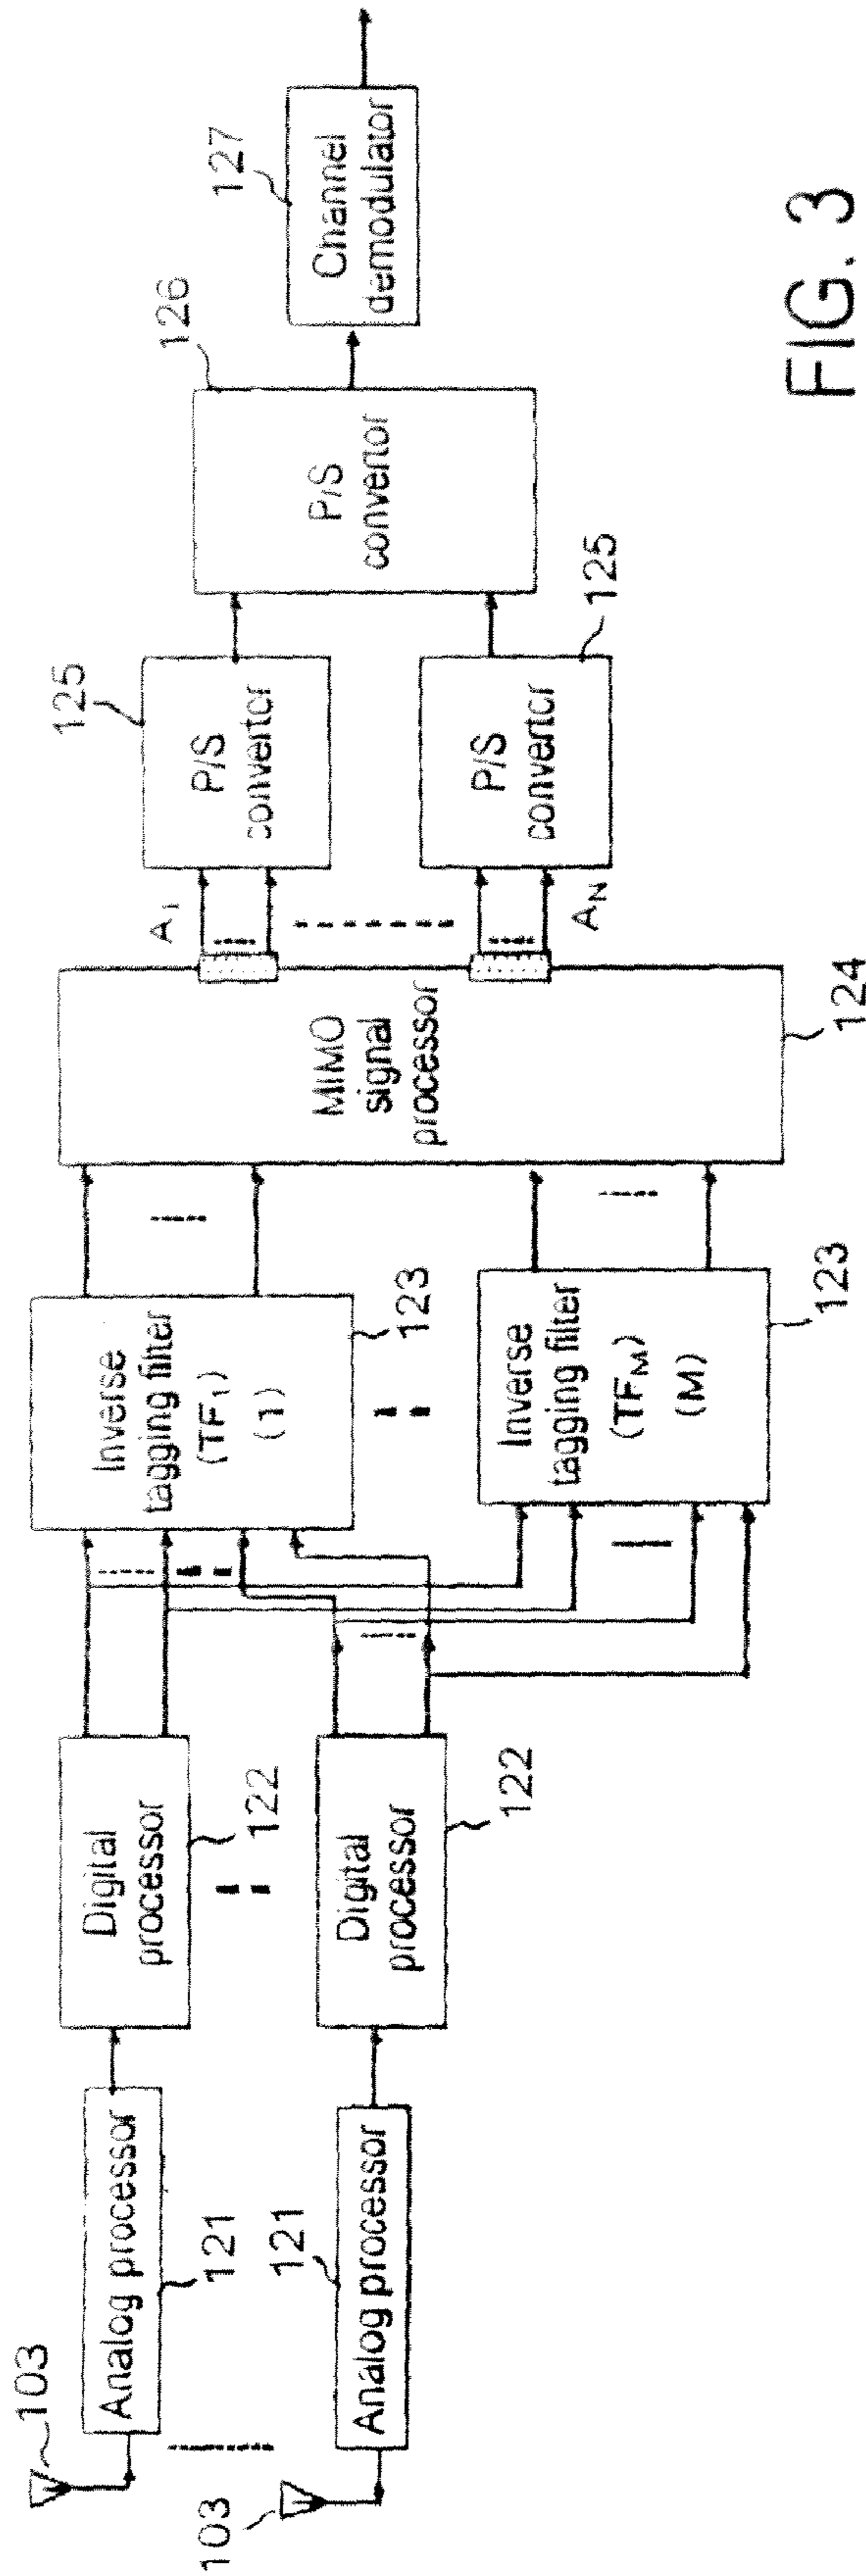 103
Analog processor
121
Digital
processor
122
Inverse
tagging filter
(TF1)
(1)
123
MIMO
signal
processor
124
A1
P/S
convertor
125
P/S
convertor
126
Channel
demodulator
127
103
Analog processor
121
Digital
processor
122
Inverse
tagging filter
(TFM)
(M)
123
AN
P/S
convertor
125
FIG. 3